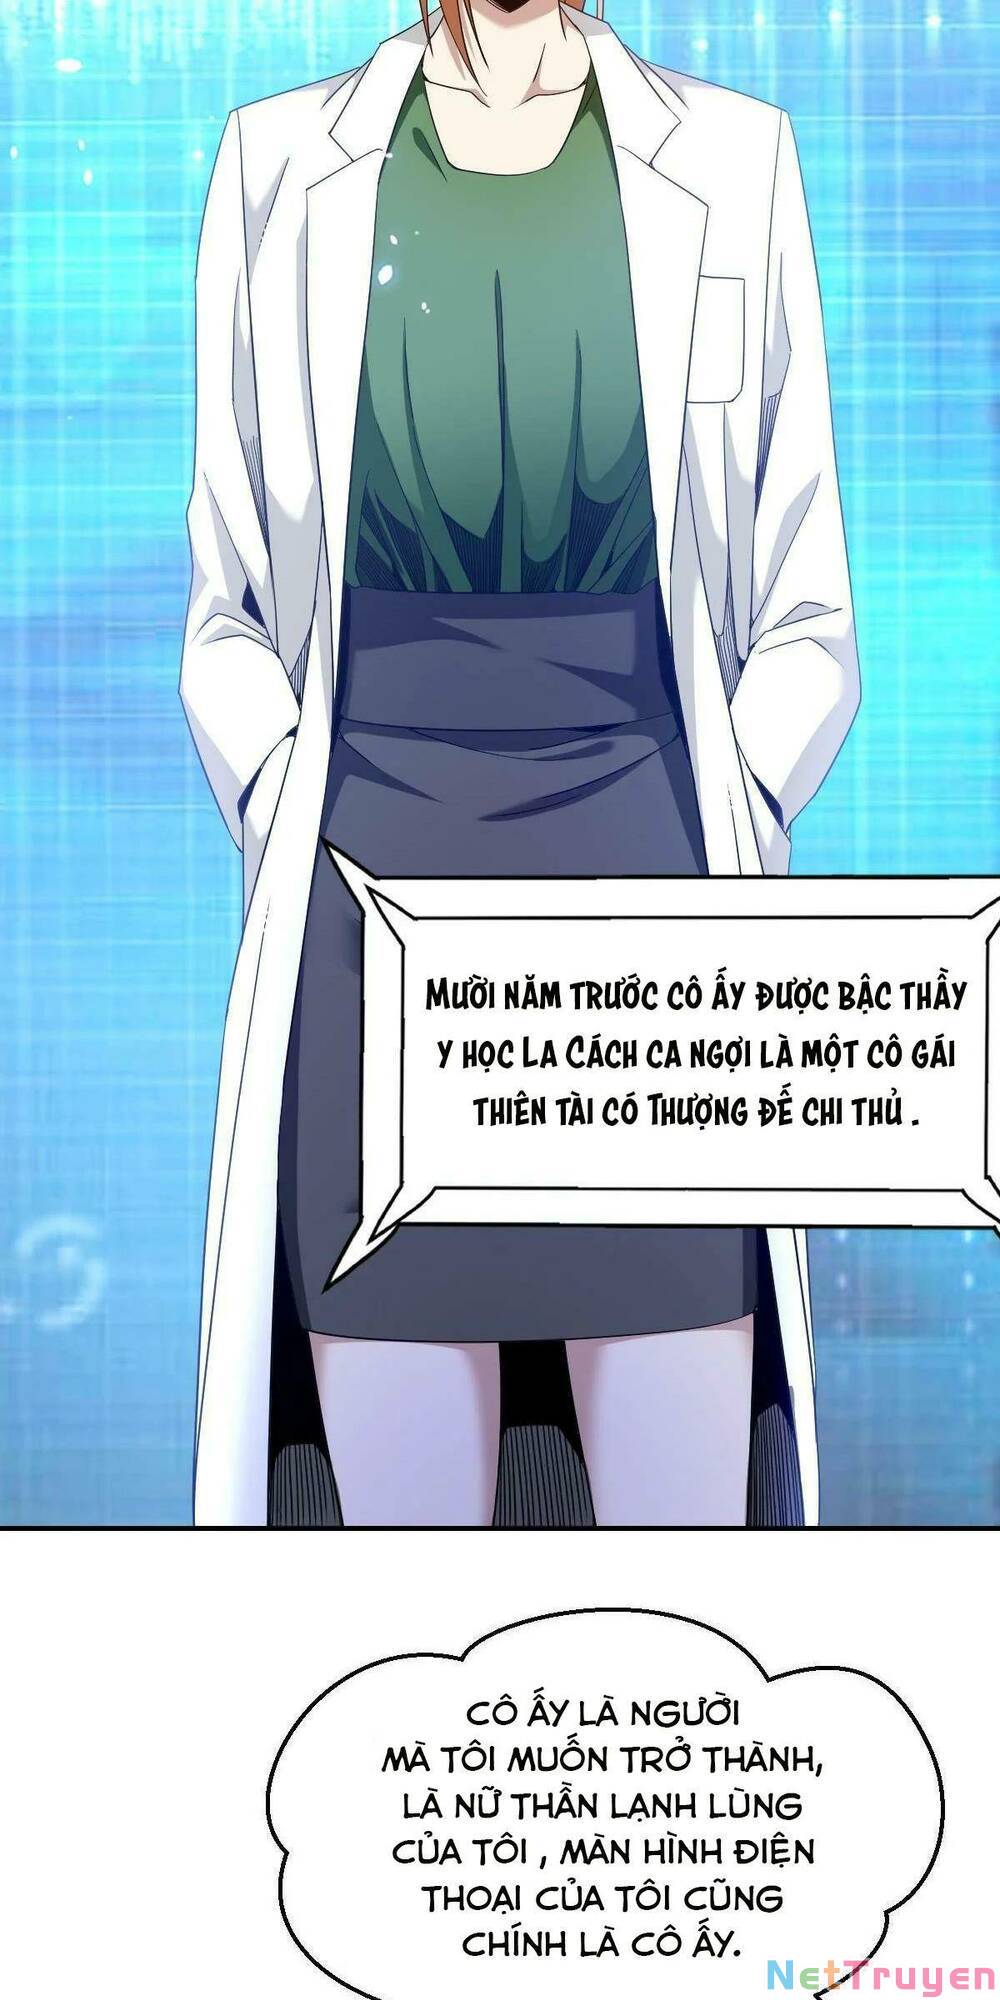 MƯỜI NĂM TRƯỚC CÔ ẤY ĐƯỢC BẬC THẦY
Y HỌC LA CÁCH CA NGỢI LÀ MỘT CÔ GÁI
THIÊN TÀI CÓ THƯỢNG ĐẾ CHI THỦ .
CÔ ẤY LÀ NGƯỜI
MÀ TÔI MUỐN TRỞ THÀNH,
LÀ NỮ THẦN LẠNH LÙNG
CỦA TÔI , MÀN HÌNH ĐIỆN
THOẠI CỦA TÔI CŨNG
CHÍNH LÀ CÔ ẤY.
NetTruyen